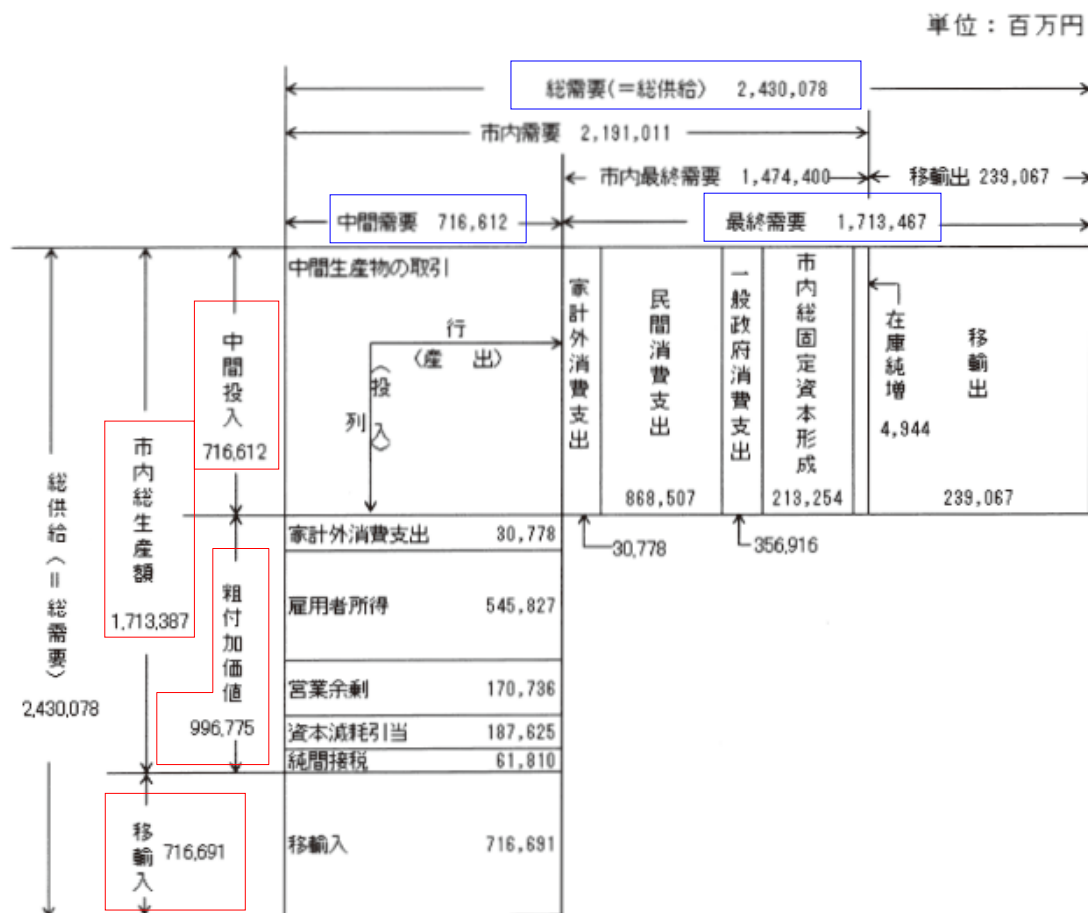 単位：百万円
総需要(＝総供給) 2,430,078
市内需要 2,191,011
市内最終需要 1,474,400
移輸出 239,067
中間需要 716,612
最終需要 1,713,467
中間生産物の取引
行
(産 出)
列
(投 入)
家計外消費支出
30,778
民間消費支出
868,507
一般政府消費支出
356,916
市内総固定資本形成
213,254
在庫純増
4,944
移輸出
239,067
総供給(＝総需要)
2,430,078
市内総生産額
1,713,387
中間投入
716,612
粗付加価値
996,775
移輸入
716,691
家計外消費支出 30,778
雇用者所得 545,827
営業余剰 170,736
資本減耗引当 187,625
純間接税 61,810
移輸入 716,691